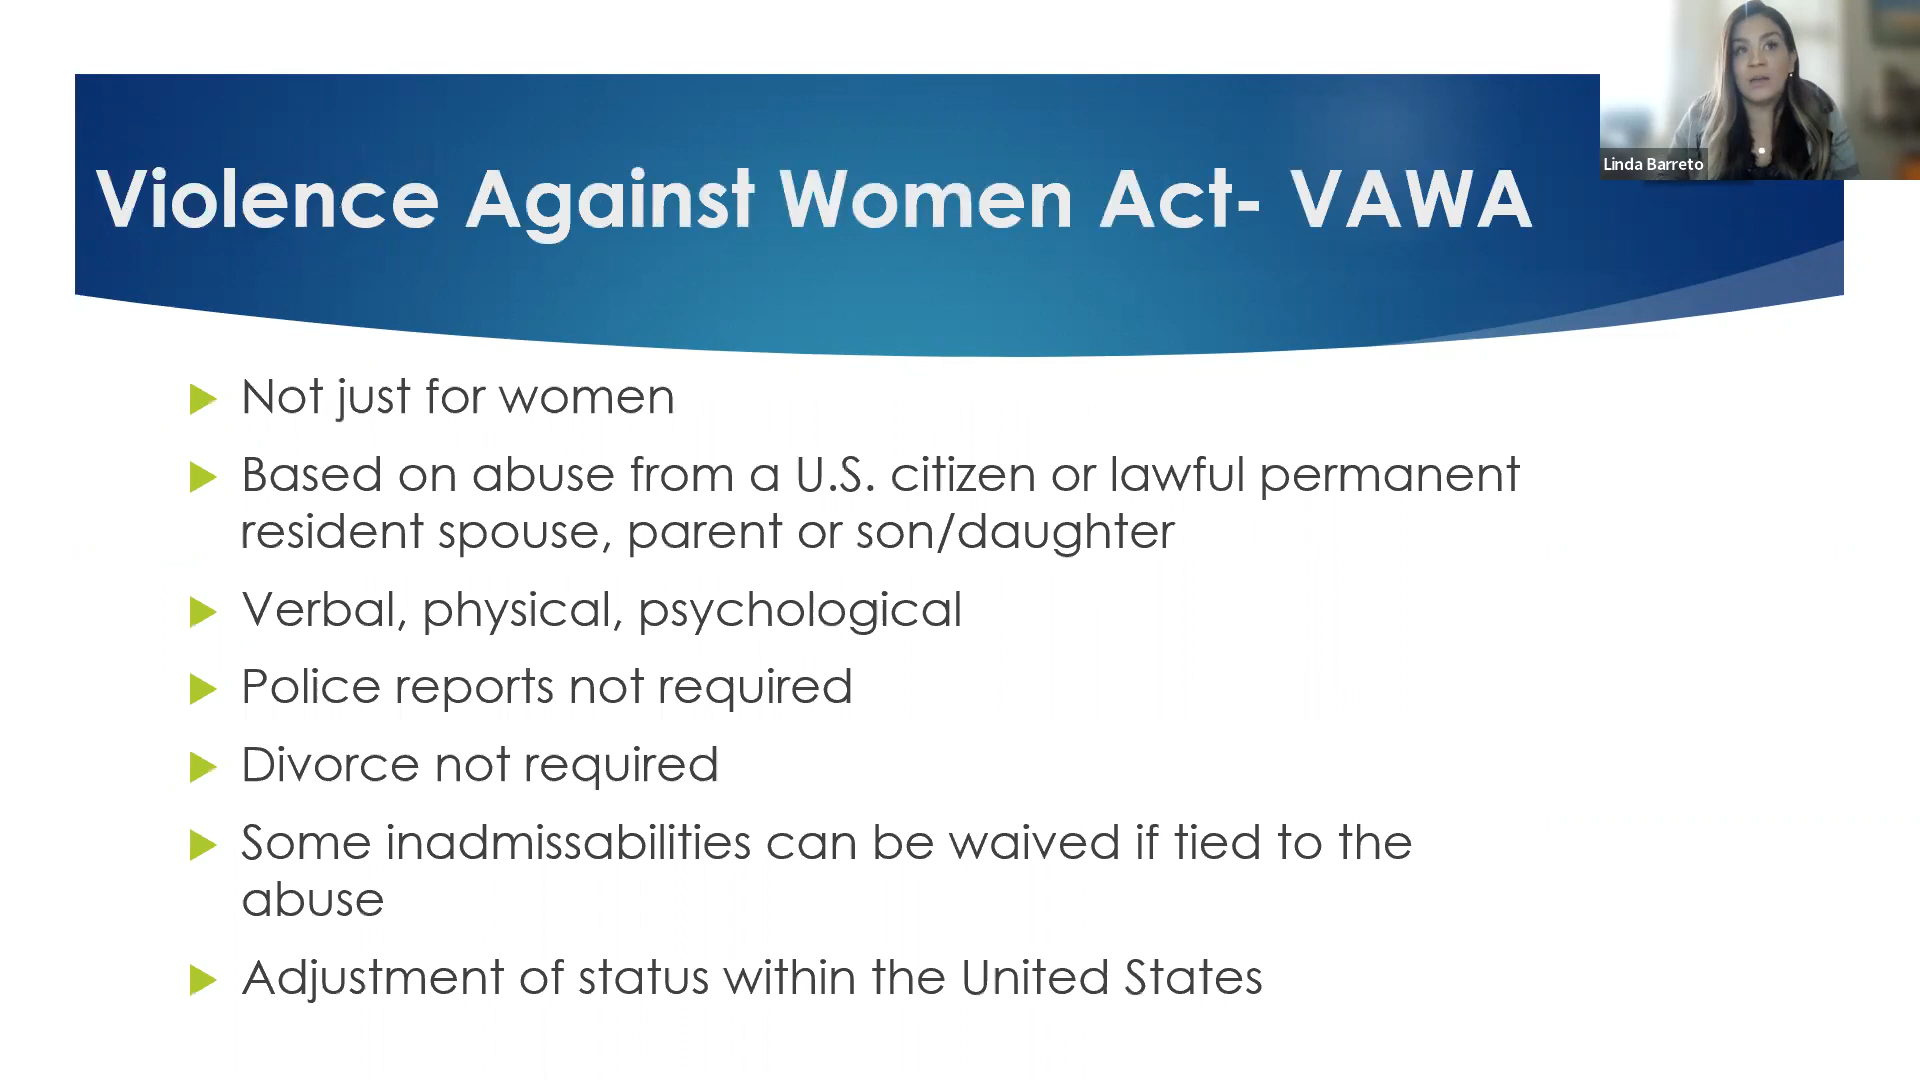 Violence Against Women Act- VAWA
Linda Barreto
Not just for women
Based on abuse from a U.S. citizen or lawful permanent
resident spouse, parent or son/daughter
Verbal, physical, psychological
Police reports not required
Divorce not required
Some inadmissabilities can be waived if tied to the
abuse
Adjustment of status within the United States